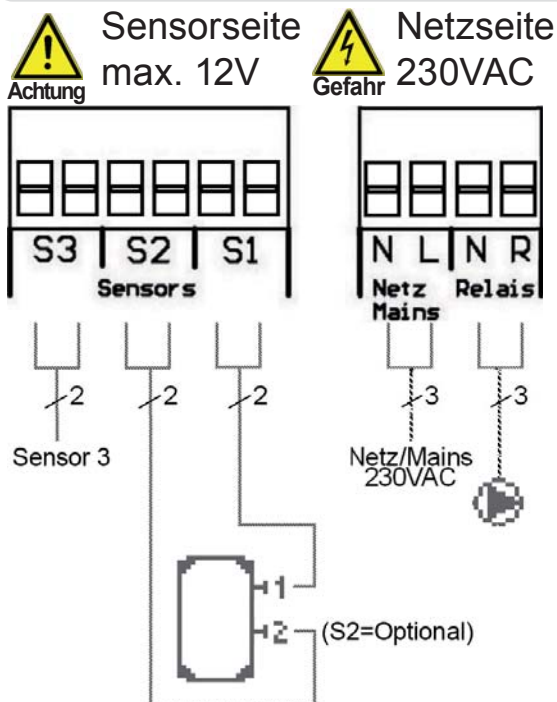 Sensorseite
max. 12V
Achtung
Netzseite
230VAC
Gefahr
S3 S2 S1
Sensors
N L N R
Netz Relais
Mains
2 2 2 3 3
Sensor 3
Netz/Mains
230VAC
1
2 (S2=Optional)